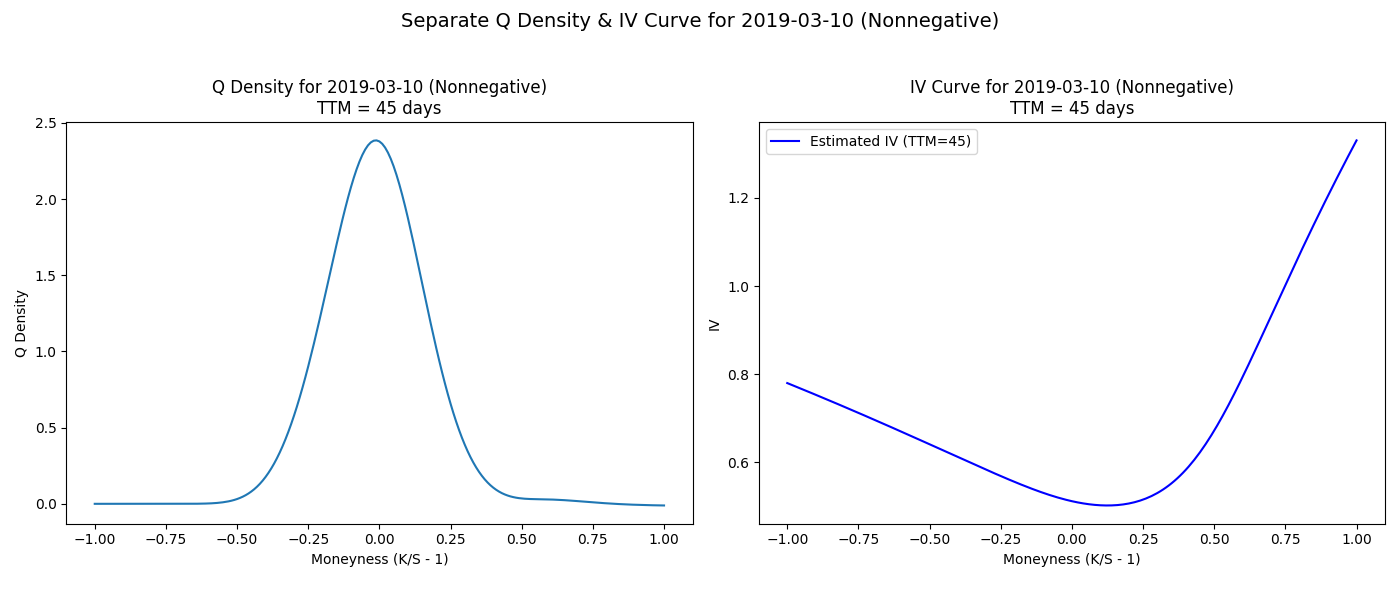 Separate Q Density & IV Curve for 2019-03-10 (Nonnegative)
Q Density for 2019-03-10 (Nonnegative)
TTM = 45 days
2.5
2.0
1.5
1.0
0.5
0.0
Q Density
−1.00 −0.75 −0.50 −0.25 0.00 0.25 0.50 0.75 1.00
Moneyness (K/S - 1)
IV Curve for 2019-03-10 (Nonnegative)
TTM = 45 days
Estimated IV (TTM=45)
1.2
1.0
0.8
0.6
IV
−1.00 −0.75 −0.50 −0.25 0.00 0.25 0.50 0.75 1.00
Moneyness (K/S - 1)